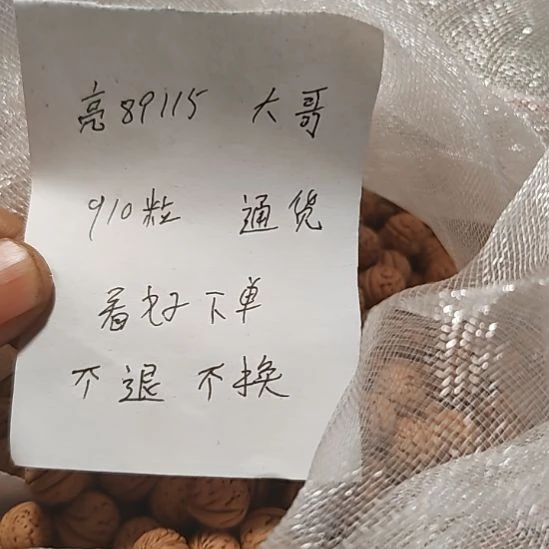 亮89115 大哥
910粒 通货
看好下单
不退不换